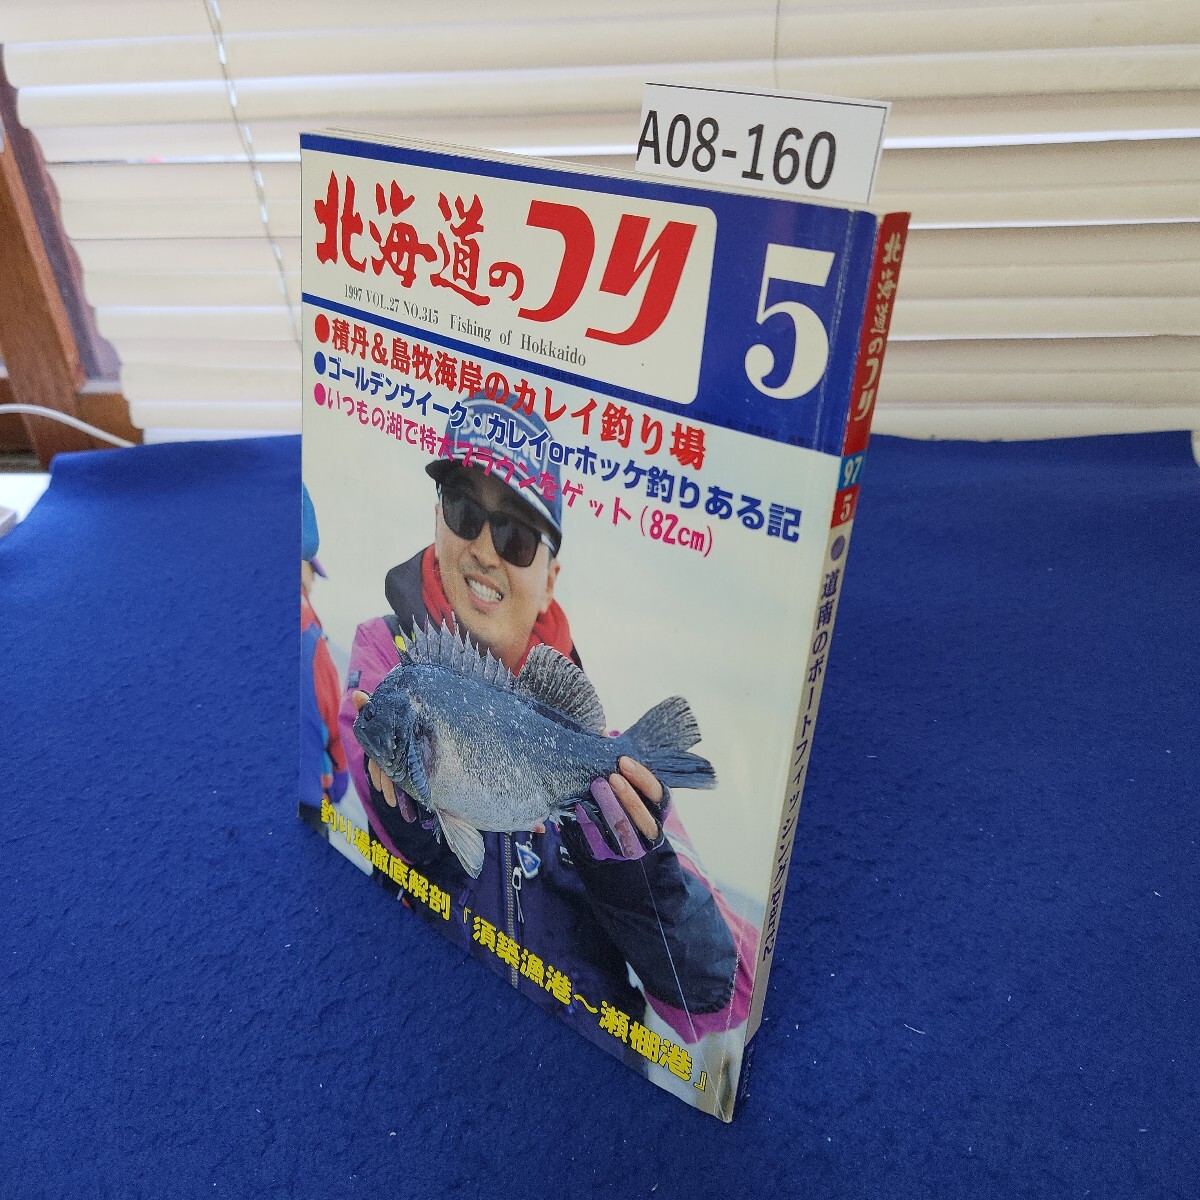 A08-160
北海道のつり
5
1997 VOL.27 NO.315 Fishing of Hokkaido
●積丹&島牧海岸のカレイ釣り場
●ゴールデンウイーク・カレイorホッケ釣りある記
●いつもの湖で特大ブラウンをゲット(82cm)
釣り場徹底解剖『須築漁港~瀬棚港』
北海道のつり
97
5
道南のボートフィッシングpart2